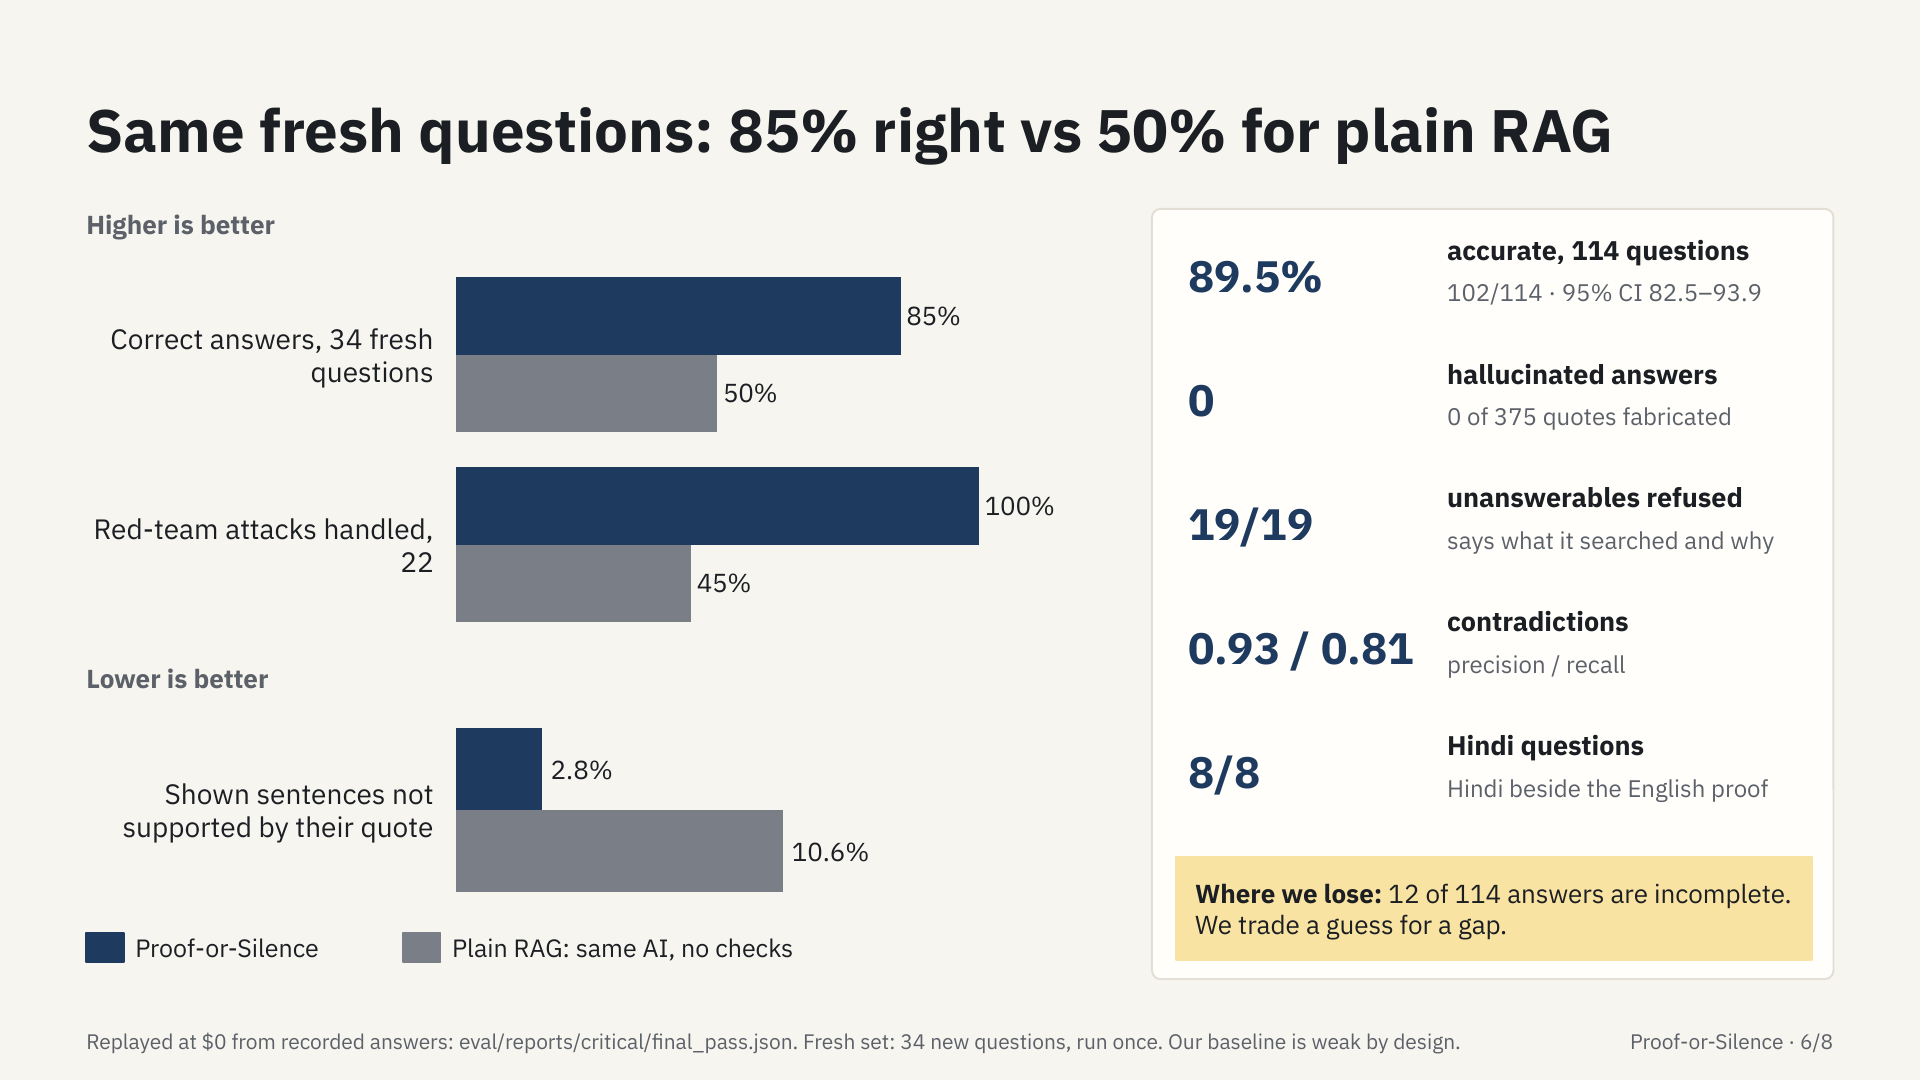 Same fresh questions: 85% right vs 50% for plain RAG
Higher is better
Correct answers, 34 fresh
questions
85%
50%
Red-team attacks handled,
22
100%
45%
Lower is better
Shown sentences not
supported by their quote
2.8%
10.6%
Proof-or-Silence
Plain RAG: same AI, no checks
89.5%
accurate, 114 questions
102/114 · 95% CI 82.5–93.9
0
hallucinated answers
0 of 375 quotes fabricated
19/19
unanswerables refused
says what it searched and why
0.93 / 0.81
contradictions
precision / recall
8/8
Hindi questions
Hindi beside the English proof
Where we lose: 12 of 114 answers are incomplete.
We trade a guess for a gap.
Replayed at $0 from recorded answers: eval/reports/critical/final_pass.json. Fresh set: 34 new questions, run once. Our baseline is weak by design.
Proof-or-Silence · 6/8